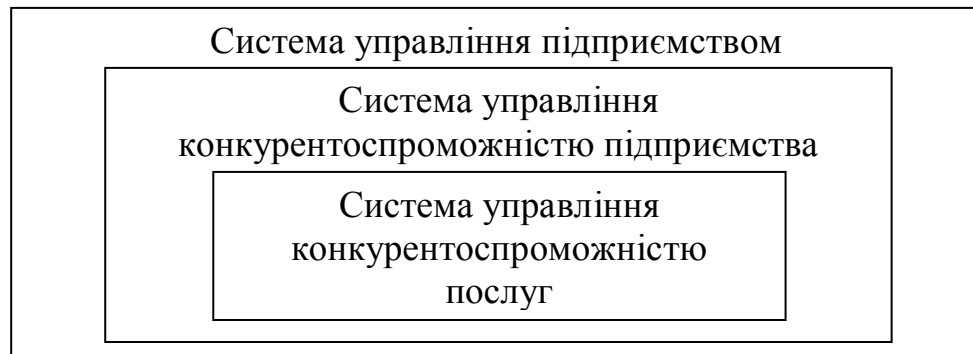 Система управління підприємством
Система управління
конкурентоспроможністю підприємства
Система управління
конкурентоспроможністю
послуг